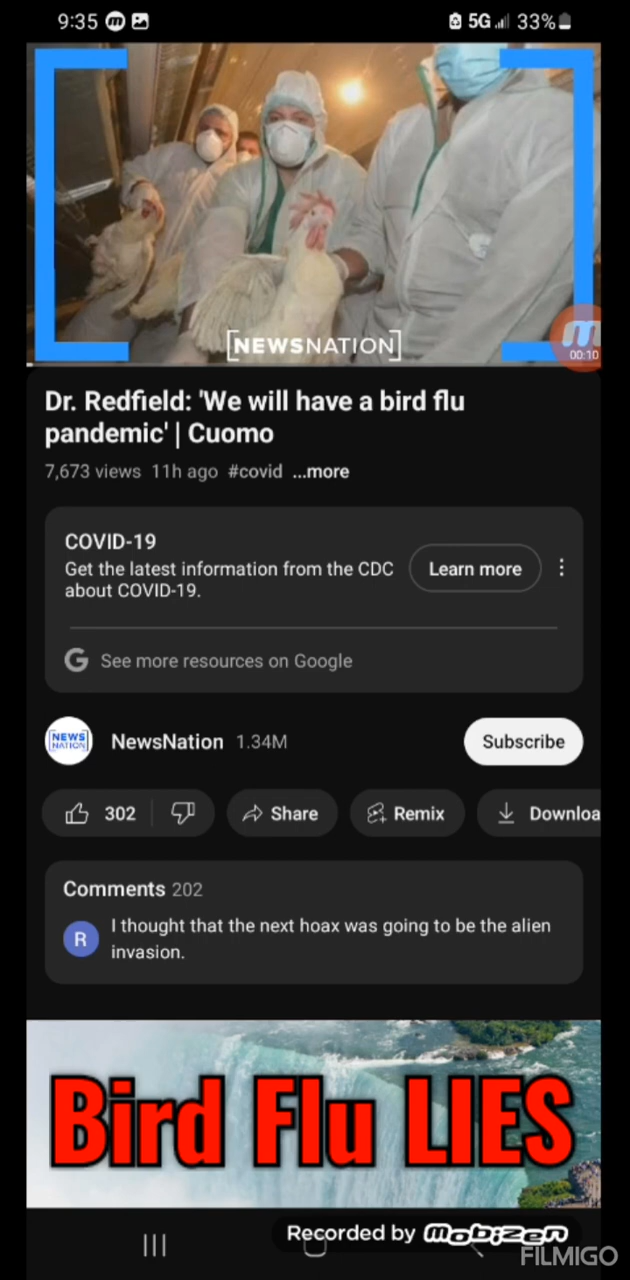 9:35
5G
33%
[NEWSNATION]
00:10
Dr. Redfield: 'We will have a bird flu
pandemic' | Cuomo
7,673 views 11h ago #covid ...more
COVID-19
Get the latest information from the CDC
about COVID-19.
Learn more
G See more resources on Google
NEWS
NATION
NewsNation 1.34M
Subscribe
302
Share
Remix
Downloa
Comments 202
R
I thought that the next hoax was going to be the alien
invasion.
Bird Flu LIES
Recorded by mobizen
FILMIGO